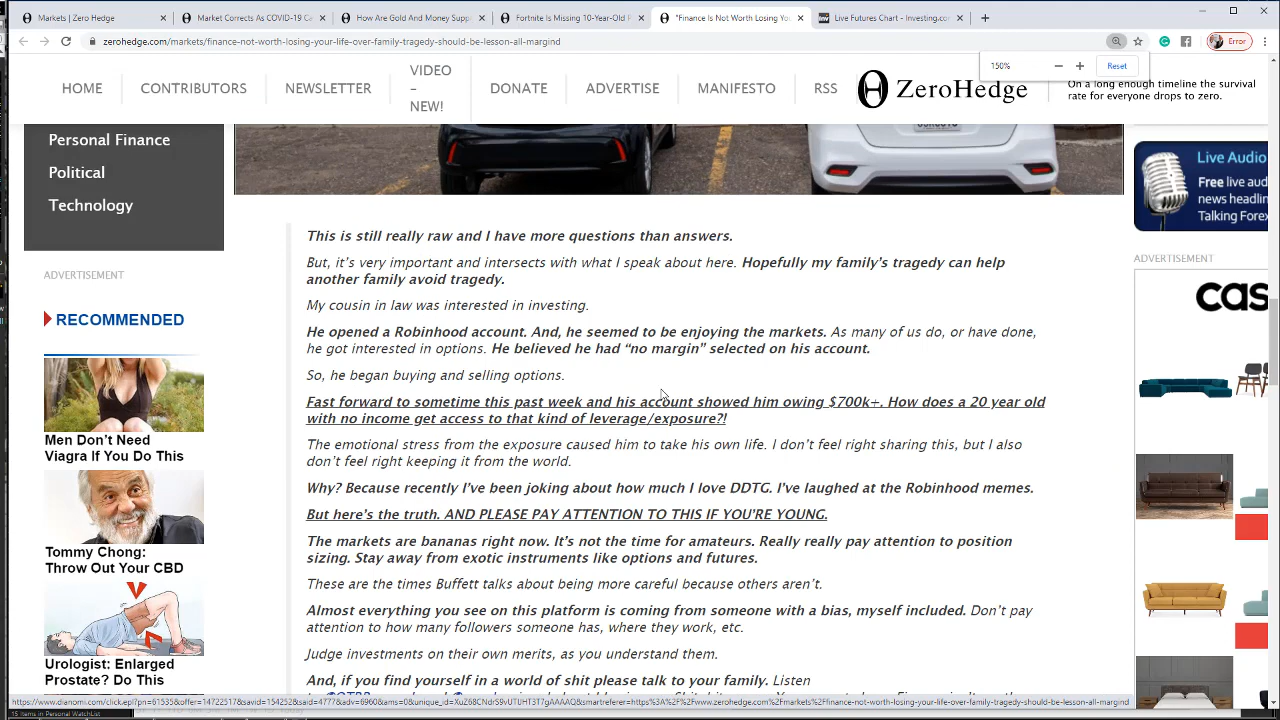 Markets | Zero Hedge
Market Corrects As COVID-19 Ca
How Are Gold And Money Supp
Fortnite Is Missing 10-Year-Old F
"Finance Is Not Worth Losing You
Live Futures Chart - Investing.co
zerohedge.com/markets/finance-not-worth-losing-your-life-over-family-tragedy-should-be-lesson-all-margind
Error
150%
Reset
HOME
CONTRIBUTORS
NEWSLETTER
VIDEO
–
NEW!
DONATE
ADVERTISE
MANIFESTO
RSS
ZeroHedge
On a long enough timeline the survival
rate for everyone drops to zero.
Personal Finance
Political
Technology
ADVERTISEMENT
RECOMMENDED
Men Don’t Need
Viagra If You Do This
Tommy Chong:
Throw Out Your CBD
Urologist: Enlarged
Prostate? Do This
This is still really raw and I have more questions than answers.
But, it’s very important and intersects with what I speak about here. Hopefully my family’s tragedy can help
another family avoid tragedy.
My cousin in law was interested in investing.
He opened a Robinhood account. And, he seemed to be enjoying the markets. As many of us do, or have done,
he got interested in options. He believed he had “no margin” selected on his account.
So, he began buying and selling options.
Fast forward to sometime this past week and his account showed him owing $700k+. How does a 20 year old
with no income get access to that kind of leverage/exposure?!
The emotional stress from the exposure caused him to take his own life. I don’t feel right sharing this, but I also
don’t feel right keeping it from the world.
Why? Because recently I’ve been joking about how much I love DDTG. I’ve laughed at the Robinhood memes.
But here’s the truth. AND PLEASE PAY ATTENTION TO THIS IF YOU’RE YOUNG.
The markets are bananas right now. It’s not the time for amateurs. Really really pay attention to position
sizing. Stay away from exotic instruments like options and futures.
These are the times Buffett talks about being more careful because others aren’t.
Almost everything you see on this platform is coming from someone with a bias, myself included. Don’t pay
attention to how many followers someone has, where they work, etc.
Judge investments on their own merits, as you understand them.
And, if you find yourself in a world of shit please talk to your family. Listen
Live Audio
Free live aud
news headlin
Talking Forex
ADVERTISEMENT
cas
15 Items in Personal WatchList